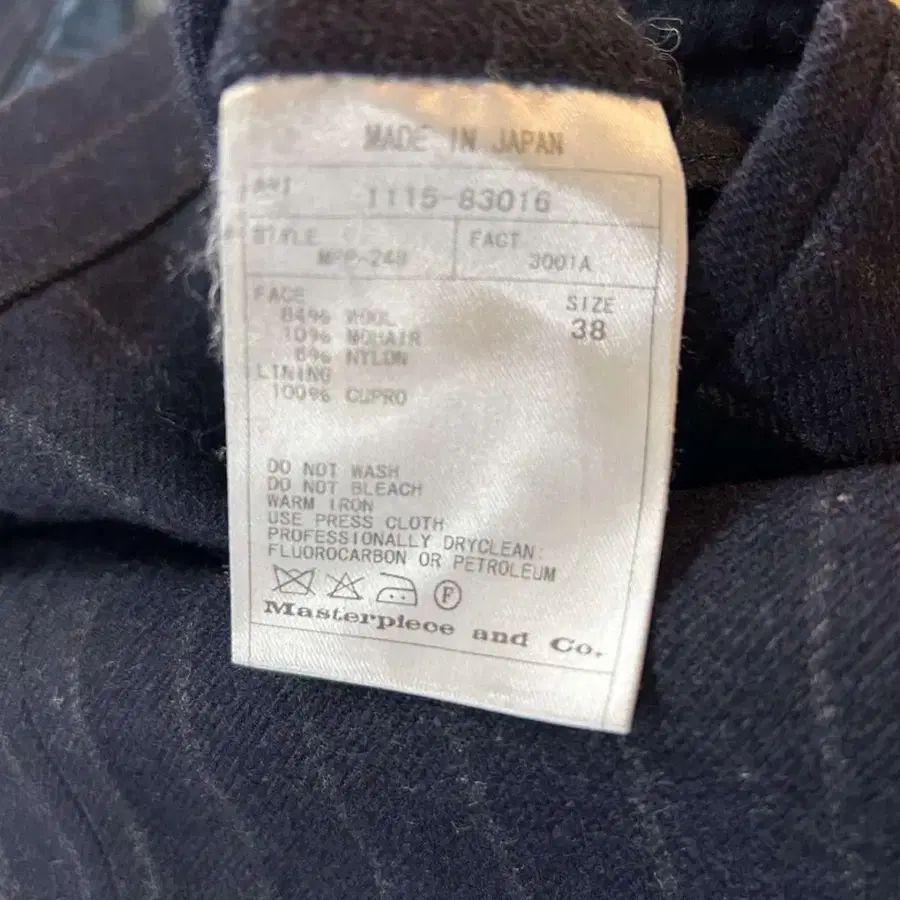 MADE IN JAPAN
1115-83016
STYLE FACT
3001A
FACE SIZE
84% WOOL 38
10% MOHAIR
6% NYLON
LINING
100% CUPRO
DO NOT WASH
DO NOT BLEACH
WARM IRON
USE PRESS CLOTH
PROFESSIONALLY DRYCLEAN:
FLUOROCARBON OR PETROLEUM
F
Masterpiece and Co.